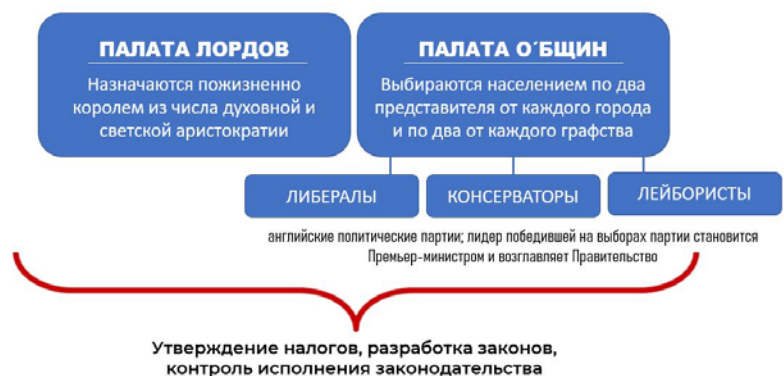 ПАЛАТА ЛОРДОВ
Назначаются пожизненно
королем из числа духовной и
светской аристократии
ПАЛАТА О´БЩИН
Выбираются населением по два
представителя от каждого города
и по два от каждого графства
ЛИБЕРАЛЫ
КОНСЕРВАТОРЫ
ЛЕЙБОРИСТЫ
английские политические партии; лидер победившей на выборах партии становится
Премьер-министром и возглавляет Правительство
Утверждение налогов, разработка законов,
контроль исполнения законодательства